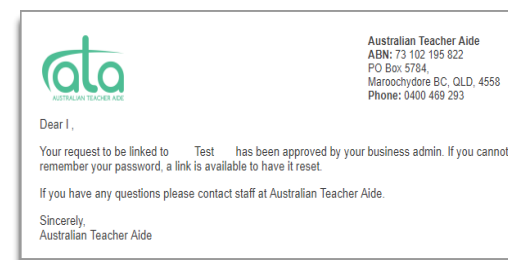 ata
AUSTRALIAN TEACHER AIDE
Australian Teacher Aide
ABN: 73 102 195 822
PO Box 5784,
Maroochydore BC, QLD, 4558
Phone: 0400 469 293
Dear I ,
Your request to be linked to Test has been approved by your business admin. If you cannot
remember your password, a link is available to have it reset.
If you have any questions please contact staff at Australian Teacher Aide.
Sincerely,
Australian Teacher Aide